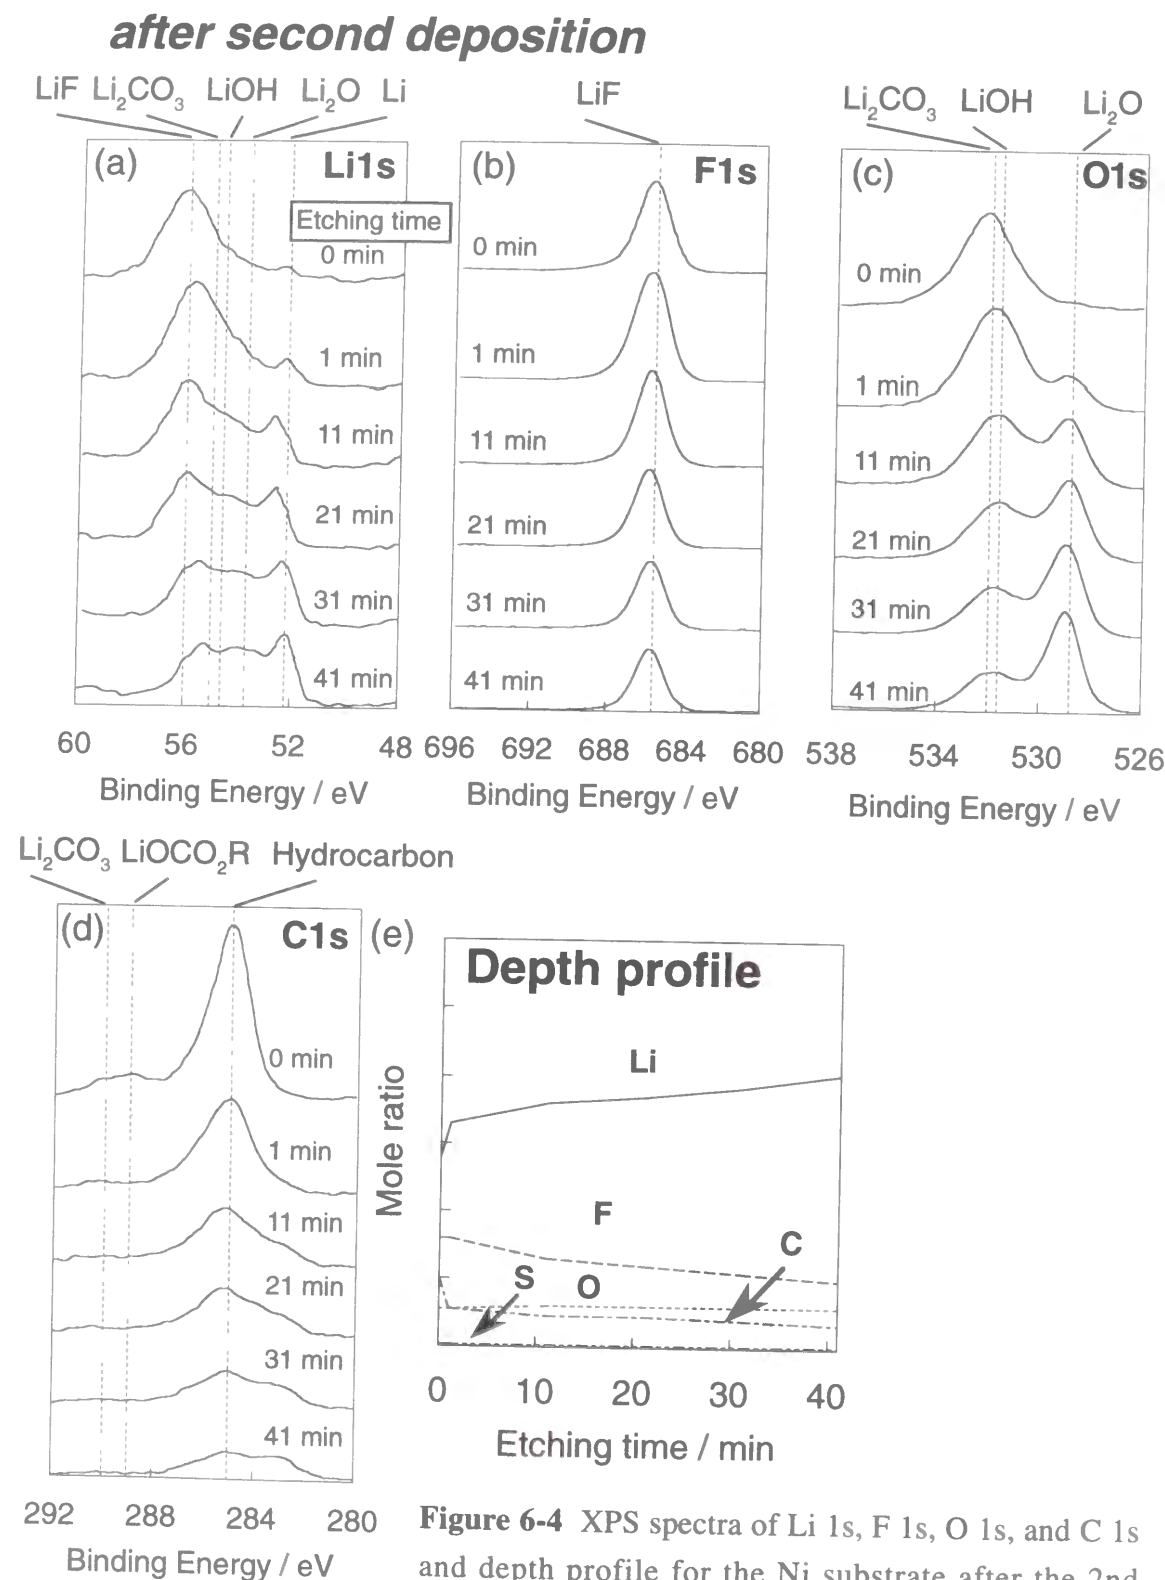 after second deposition
LiF Li₂CO₃ LiOH Li₂O Li
(a) Li1s
Etching time
0 min
1 min
11 min
21 min
31 min
41 min
60 56 52 48
Binding Energy / eV
LiF
(b) F1s
0 min
1 min
11 min
21 min
31 min
41 min
696 692 688 684 680
Binding Energy / eV
Li₂CO₃ LiOH Li₂O
(c) O1s
0 min
1 min
11 min
21 min
31 min
41 min
538 534 530 526
Binding Energy / eV
Li₂CO₃ LiOCO₂R Hydrocarbon
(d) C1s
0 min
1 min
11 min
21 min
31 min
41 min
292 288 284 280
Binding Energy / eV
(e)
Depth profile
Mole ratio
Li
F
C
S
O
0 10 20 30 40
Etching time / min
Figure 6-4 XPS spectra of Li 1s, F 1s, O 1s, and C 1s
and depth profile for the Ni substrate after the 2nd